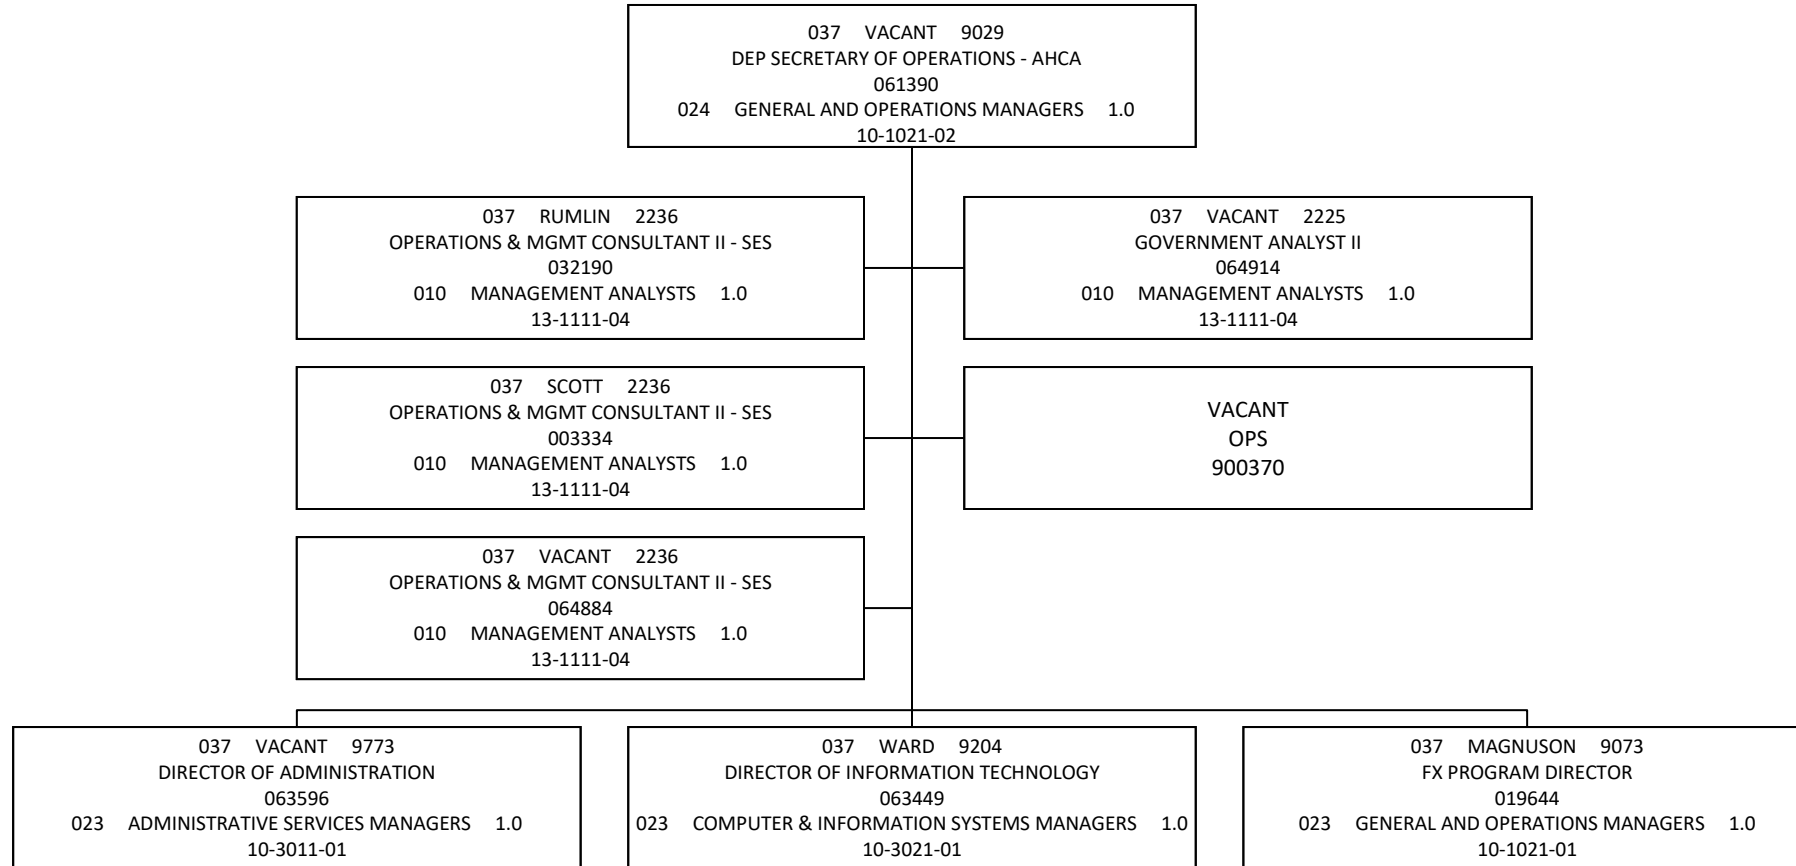 037 VACANT 9029
DEP SECRETARY OF OPERATIONS - AHCA
061390
024 GENERAL AND OPERATIONS MANAGERS 1.0
10-1021-02
037 RUMLIN 2236
OPERATIONS & MGMT CONSULTANT II - SES
032190
010 MANAGEMENT ANALYSTS 1.0
13-1111-04
037 VACANT 2225
GOVERNMENT ANALYST II
064914
010 MANAGEMENT ANALYSTS 1.0
13-1111-04
037 SCOTT 2236
OPERATIONS & MGMT CONSULTANT II - SES
003334
010 MANAGEMENT ANALYSTS 1.0
13-1111-04
VACANT
OPS
900370
037 VACANT 2236
OPERATIONS & MGMT CONSULTANT II - SES
064884
010 MANAGEMENT ANALYSTS 1.0
13-1111-04
037 VACANT 9773
DIRECTOR OF ADMINISTRATION
063596
023 ADMINISTRATIVE SERVICES MANAGERS 1.0
10-3011-01
037 WARD 9204
DIRECTOR OF INFORMATION TECHNOLOGY
063449
023 COMPUTER & INFORMATION SYSTEMS MANAGERS 1.0
10-3021-01
037 MAGNUSON 9073
FX PROGRAM DIRECTOR
019644
023 GENERAL AND OPERATIONS MANAGERS 1.0
10-1021-01